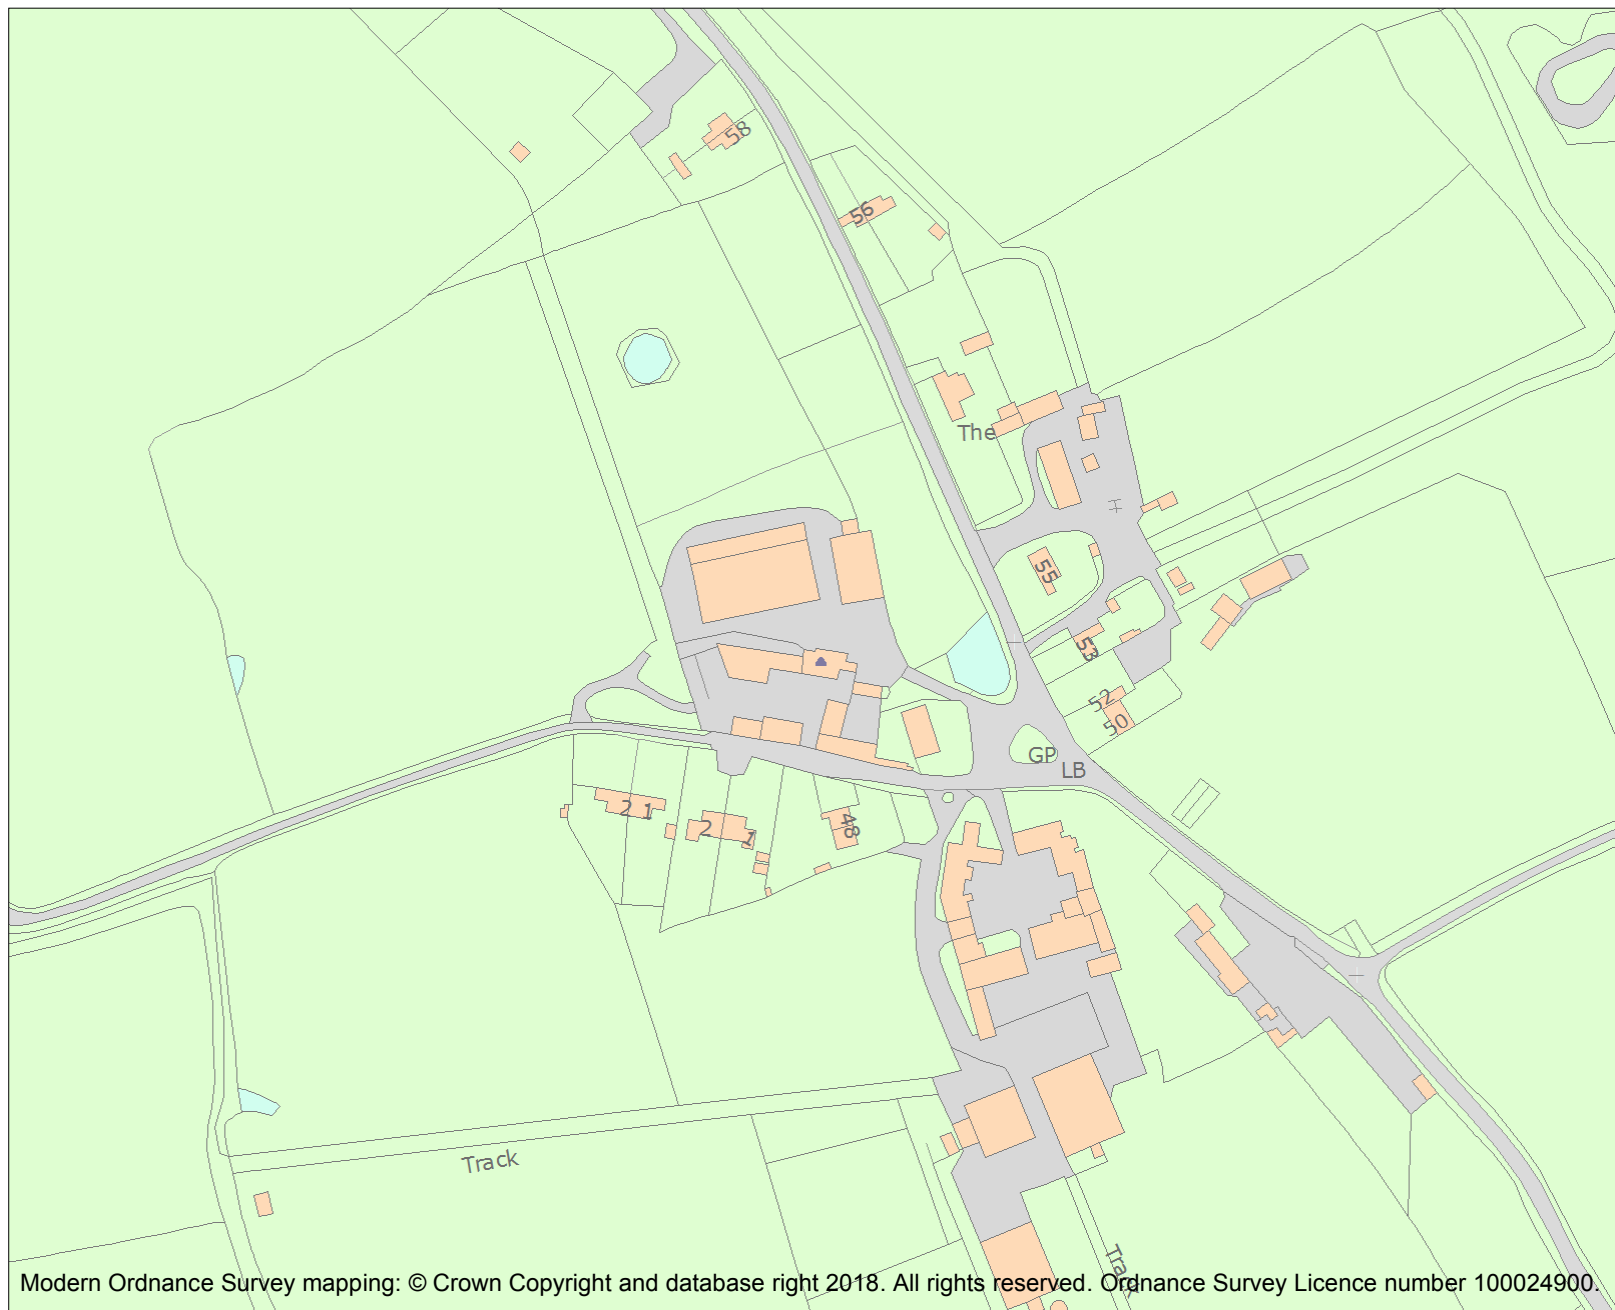 58
56
The
55
53
52
50
GP
LB
2 1
2
1
48
Track
Track
Modern Ordnance Survey mapping: © Crown Copyright and database right 2018. All rights reserved. Ordnance Survey Licence number 100024900.